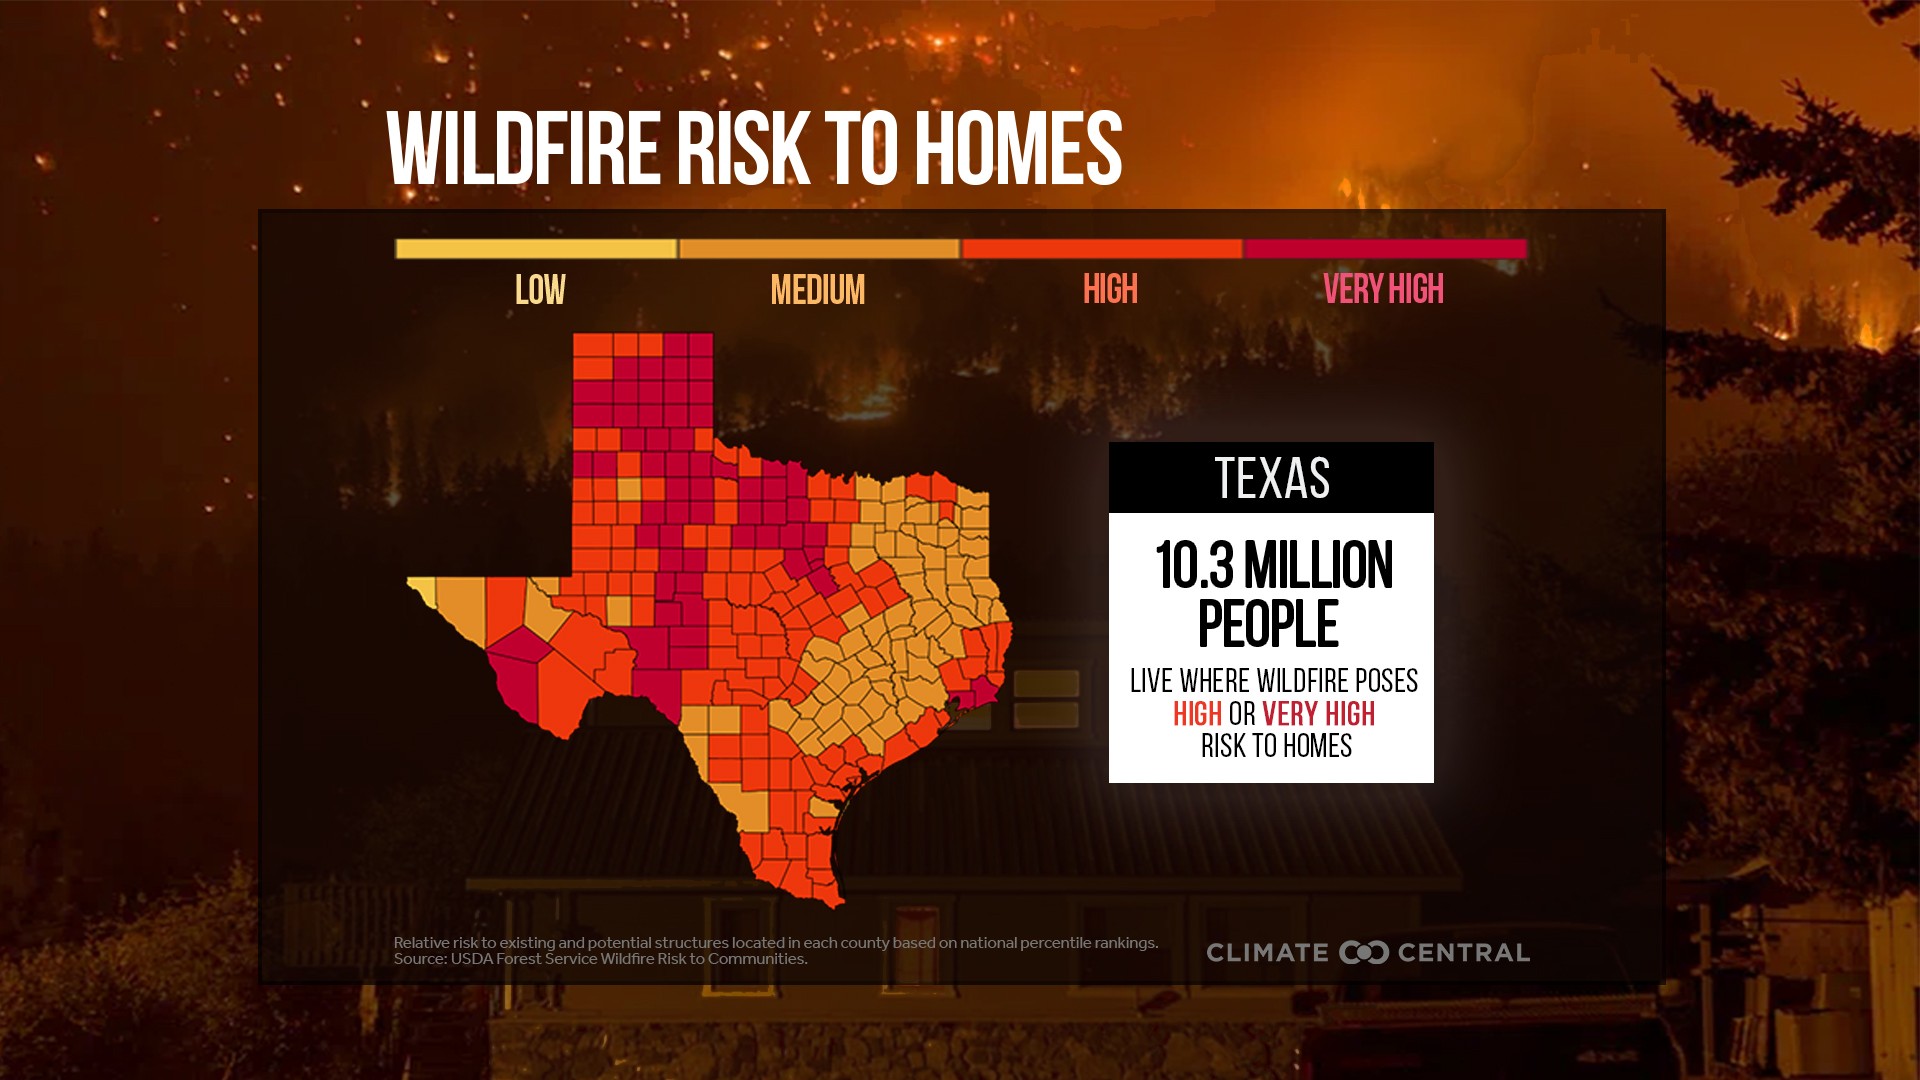 WILDFIRE RISK TO HOMES
LOW MEDIUM HIGH VERY HIGH
TEXAS
10.3 MILLION
PEOPLE
LIVE WHERE WILDFIRE POSES
HIGH OR VERY HIGH
RISK TO HOMES
Relative risk to existing and potential structures located in each county based on national percentile rankings.
Source: USDA Forest Service Wildfire Risk to Communities.
CLIMATE CENTRAL